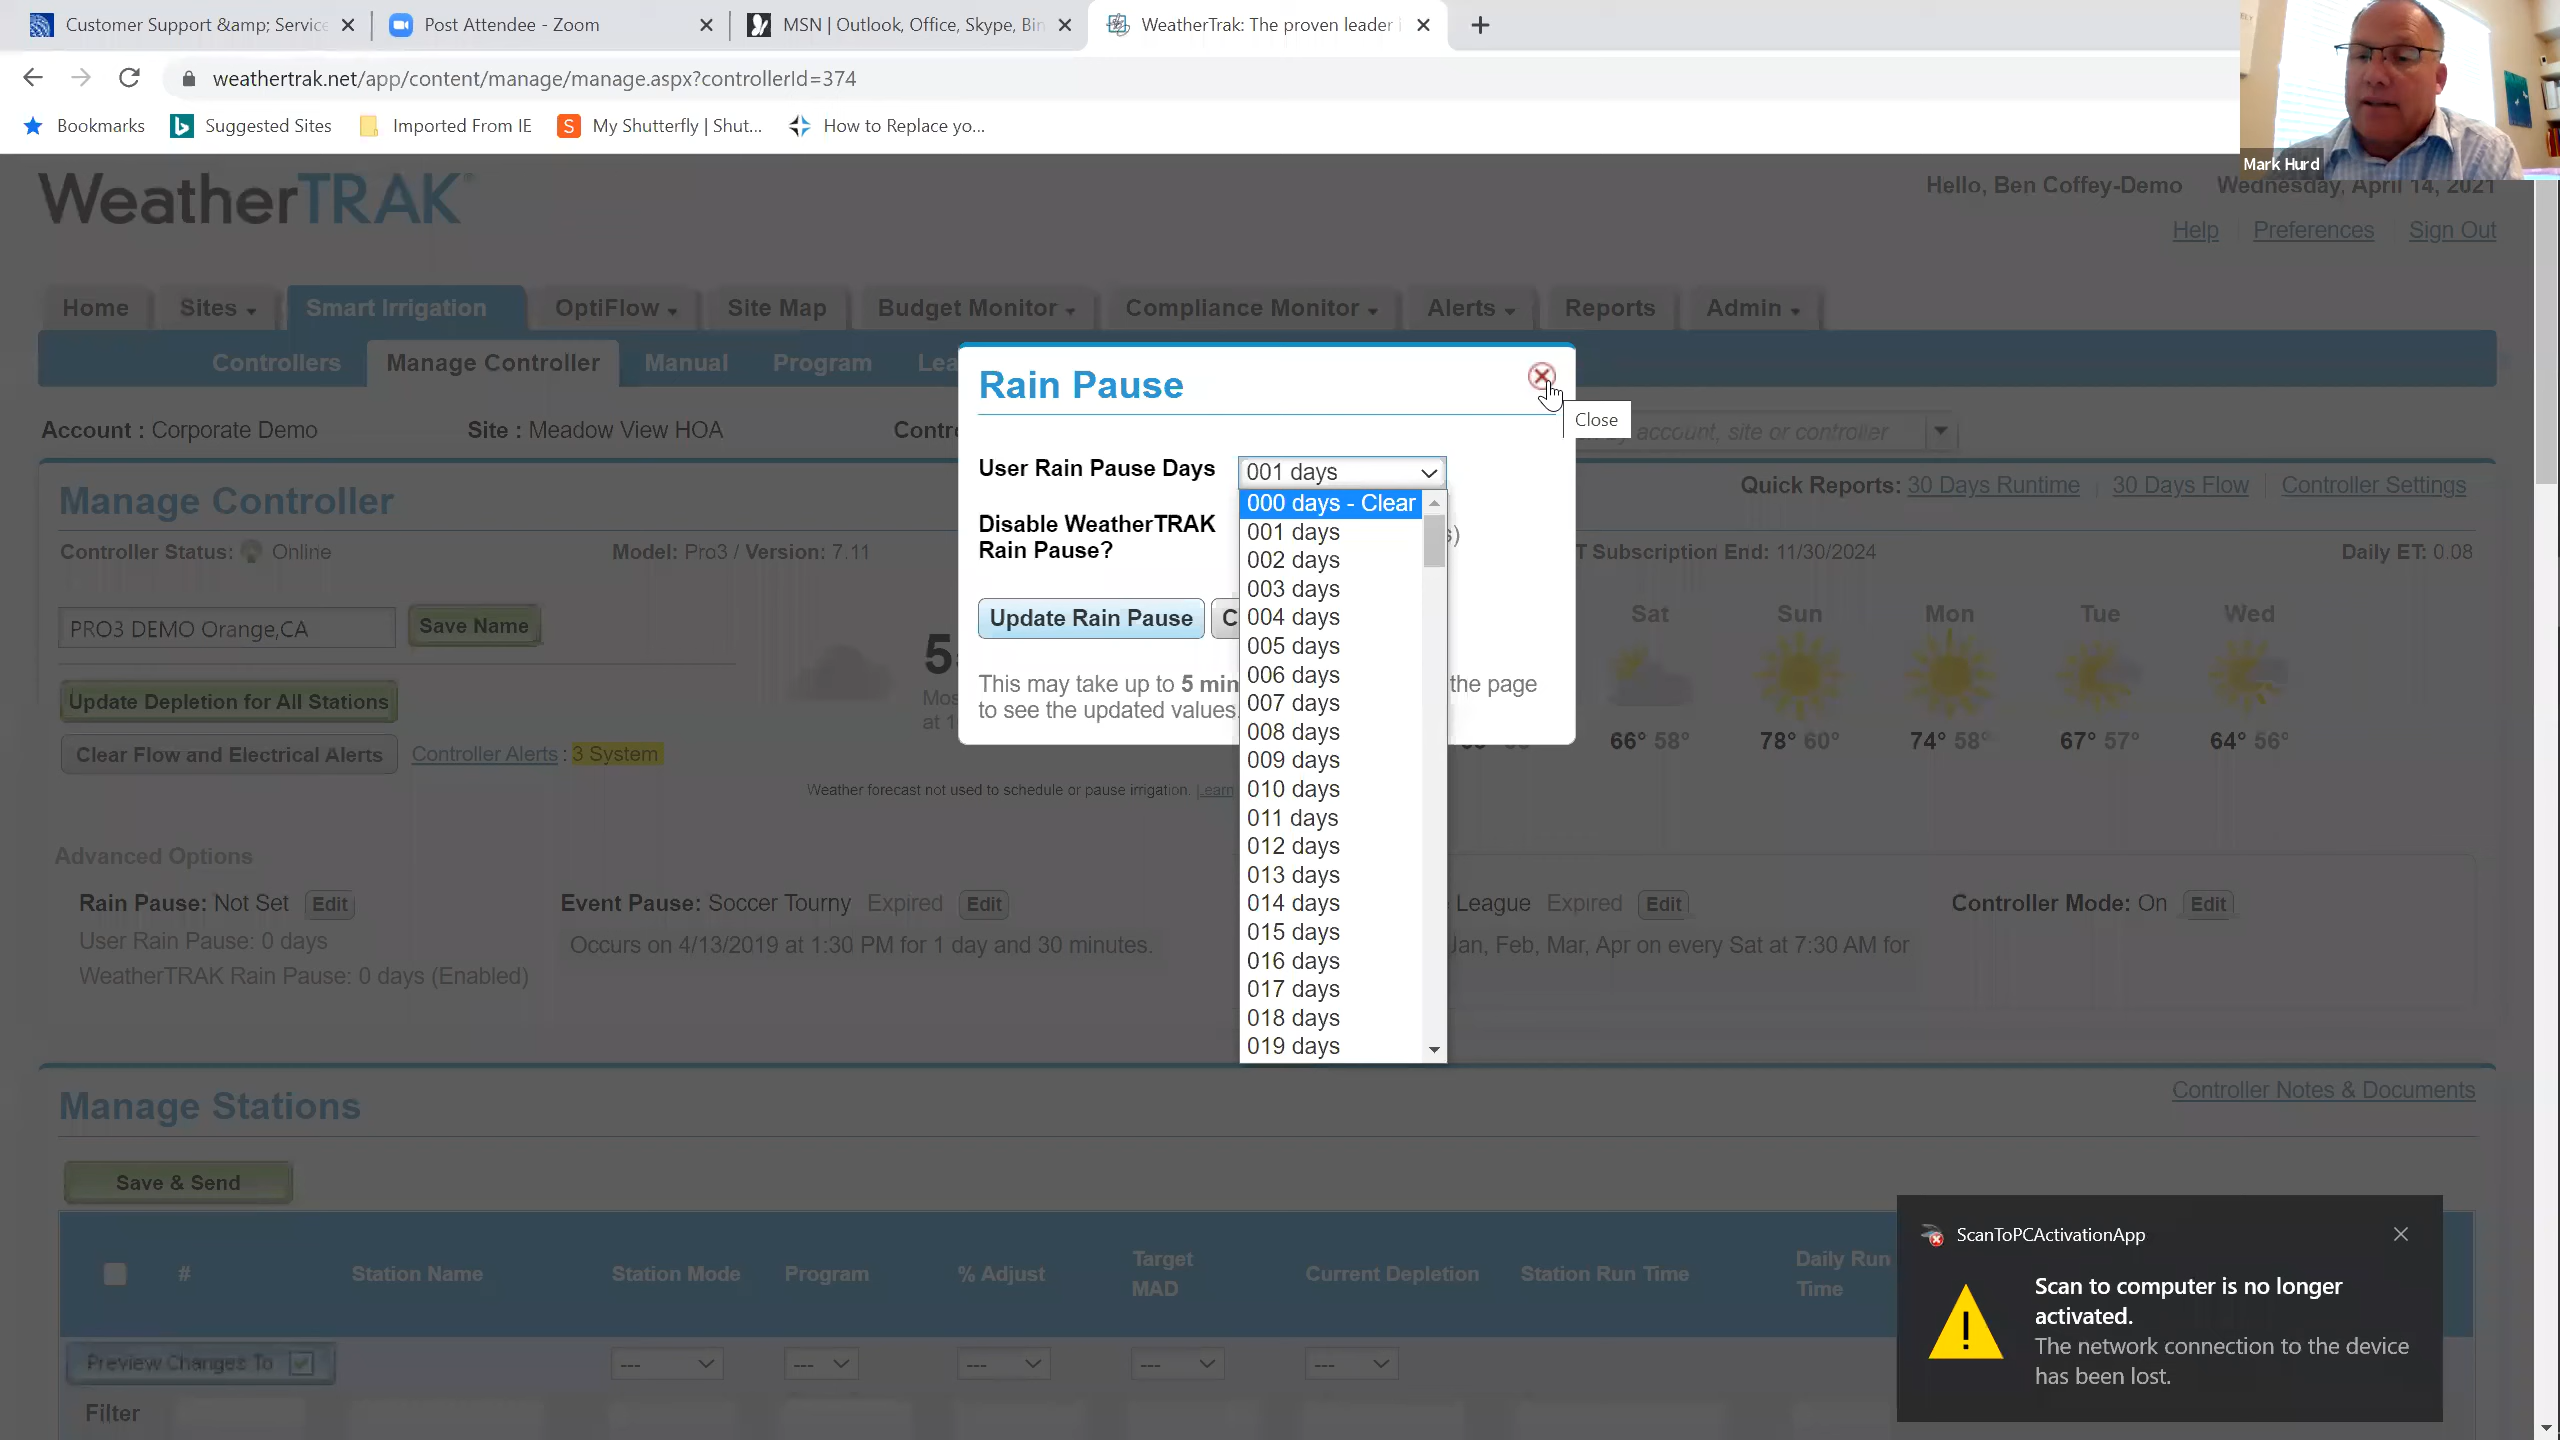 Customer Support &amp; Service
Post Attendee - Zoom
MSN | Outlook, Office, Skype, Bin
WeatherTrak: The proven leader i
weathertrak.net/app/content/manage/manage.aspx?controllerId=374
Bookmarks
Suggested Sites
Imported From IE
My Shutterfly | Shut...
How to Replace yo...
Mark Hurd
WeatherTRAK
Hello, Ben Coffey-Demo
Wednesday, April 14, 2021
Help
Preferences
Sign Out
Home
Sites
Smart Irrigation
OptiFlow
Site Map
Budget Monitor
Compliance Monitor
Alerts
Reports
Admin
Controllers
Manage Controller
Manual
Program
Lea
Account : Corporate Demo
Site : Meadow View HOA
Contr
by account, site or controller
Rain Pause
Close
User Rain Pause Days
001 days
Disable WeatherTRAK
Rain Pause?
s)
Update Rain Pause
C
This may take up to 5 min
the page
to see the updated values.
000 days - Clear
001 days
002 days
003 days
004 days
005 days
006 days
007 days
008 days
009 days
010 days
011 days
012 days
013 days
014 days
015 days
016 days
017 days
018 days
019 days
Manage Controller
Quick Reports: 30 Days Runtime
30 Days Flow
Controller Settings
Controller Status:
Online
Model: Pro3 / Version: 7.11
T Subscription End: 11/30/2024
Daily ET: 0.08
PRO3 DEMO Orange,CA
Save Name
5
Mos
at 1
Sat
Sun
Mon
Tue
Wed
66° 58°
78° 60°
74° 58°
67° 57°
64° 56°
Update Depletion for All Stations
Clear Flow and Electrical Alerts
Controller Alerts : 3 System
Weather forecast not used to schedule or pause irrigation. Learn
Advanced Options
Rain Pause: Not Set
Edit
User Rain Pause: 0 days
WeatherTRAK Rain Pause: 0 days (Enabled)
Event Pause: Soccer Tourny Expired
Edit
Occurs on 4/13/2019 at 1:30 PM for 1 day and 30 minutes.
League Expired
Edit
Jan, Feb, Mar, Apr on every Sat at 7:30 AM for
Controller Mode: On
Edit
Manage Stations
Controller Notes & Documents
Save & Send
#
Station Name
Station Mode
Program
% Adjust
Target
MAD
Current Depletion
Station Run Time
Daily Run
Time
Preview Changes To
---
---
---
---
---
Filter
ScanToPCActivationApp
Scan to computer is no longer
activated.
The network connection to the device
has been lost.